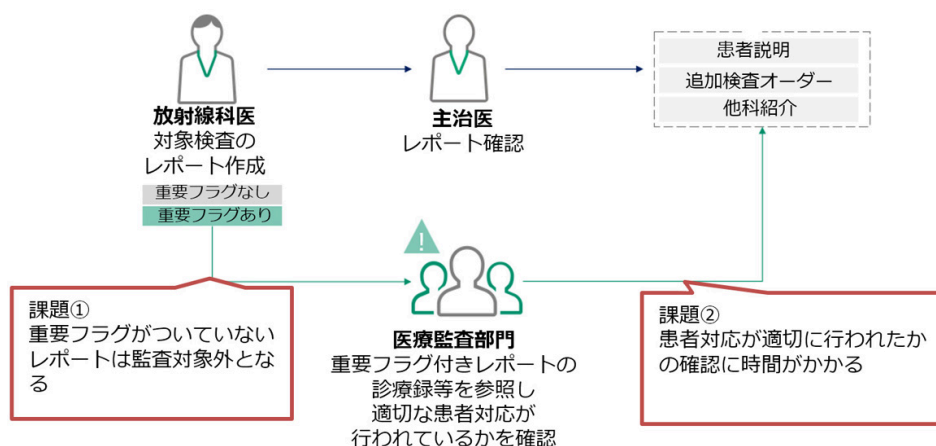 放射線科医
対象検査の
レポート作成
重要フラグなし
重要フラグあり
主治医
レポート確認
患者説明
追加検査オーダー
他科紹介
!
課題①
重要フラグがついていない
レポートは監査対象外とな
る
医療監査部門
重要フラグ付きレポートの
診療録等を参照し
適切な患者対応が
行われているかを確認
課題②
患者対応が適切に行われたか
の確認に時間がかかる